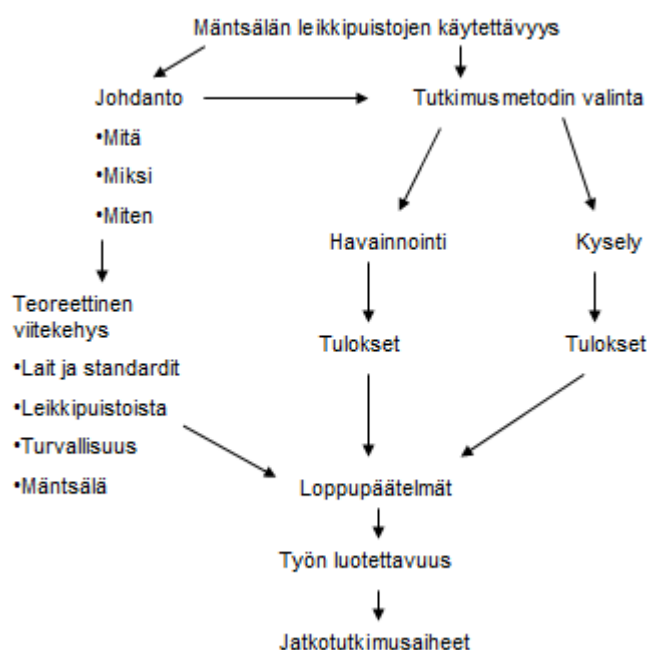 Mäntsälän leikkipuistojen käytettävyys
Johdanto
Tutkimusmetodin valinta
•Mitä
•Miksi
•Miten
Havainnointi
Kysely
Teoreettinen
viitekehys
•Lait ja standardit
•Leikkipuistoista
•Turvallisuus
•Mäntsälä
Tulokset
Tulokset
Loppupäätelmät
Työn luotettavuus
Jatkotutkimusaiheet